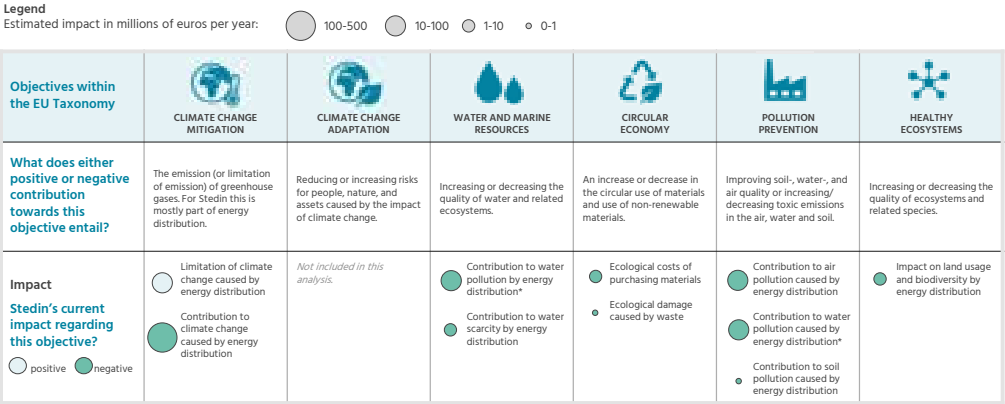 Legend
Estimated impact in millions of euros per year:
100-500
10-100
1-10
0-1
Objectives within
the EU Taxonomy
CLIMATE CHANGE
MITIGATION
CLIMATE CHANGE
ADAPTATION
WATER AND MARINE
RESOURCES
CIRCULAR
ECONOMY
POLLUTION
PREVENTION
HEALTHY
ECOSYSTEMS
What does either
positive or negative
contribution
towards this
objective entail?
The emission (or limitation
of emission) of greenhouse
gases. For Stedin this is
mostly part of energy
distribution.
Reducing or increasing risks
for people, nature, and
assets caused by the impact
of climate change.
Increasing or decreasing the
quality of water and related
ecosystems.
An increase or decrease in
the circular use of materials
and use of non-renewable
materials.
Improving soil-, water-, and
air quality or increasing/
decreasing toxic emissions
in the air, water and soil.
Increasing or decreasing the
quality of ecosystems and
related species.
Impact
Stedin's current
impact regarding
this objective?
positive
negative
Limitation of climate
change caused by
energy distribution
Contribution to
climate change
caused by energy
distribution
Not included in this
analysis.
Contribution to water
pollution by energy
distribution*
Contribution to water
scarcity by energy
distribution
Ecological costs of
purchasing materials
Ecological damage
caused by waste
Contribution to air
pollution caused by
energy distribution
Contribution to water
pollution caused by
energy distribution*
Contribution to soil
pollution caused by
energy distribution
Impact on land usage
and biodiversity by
energy distribution